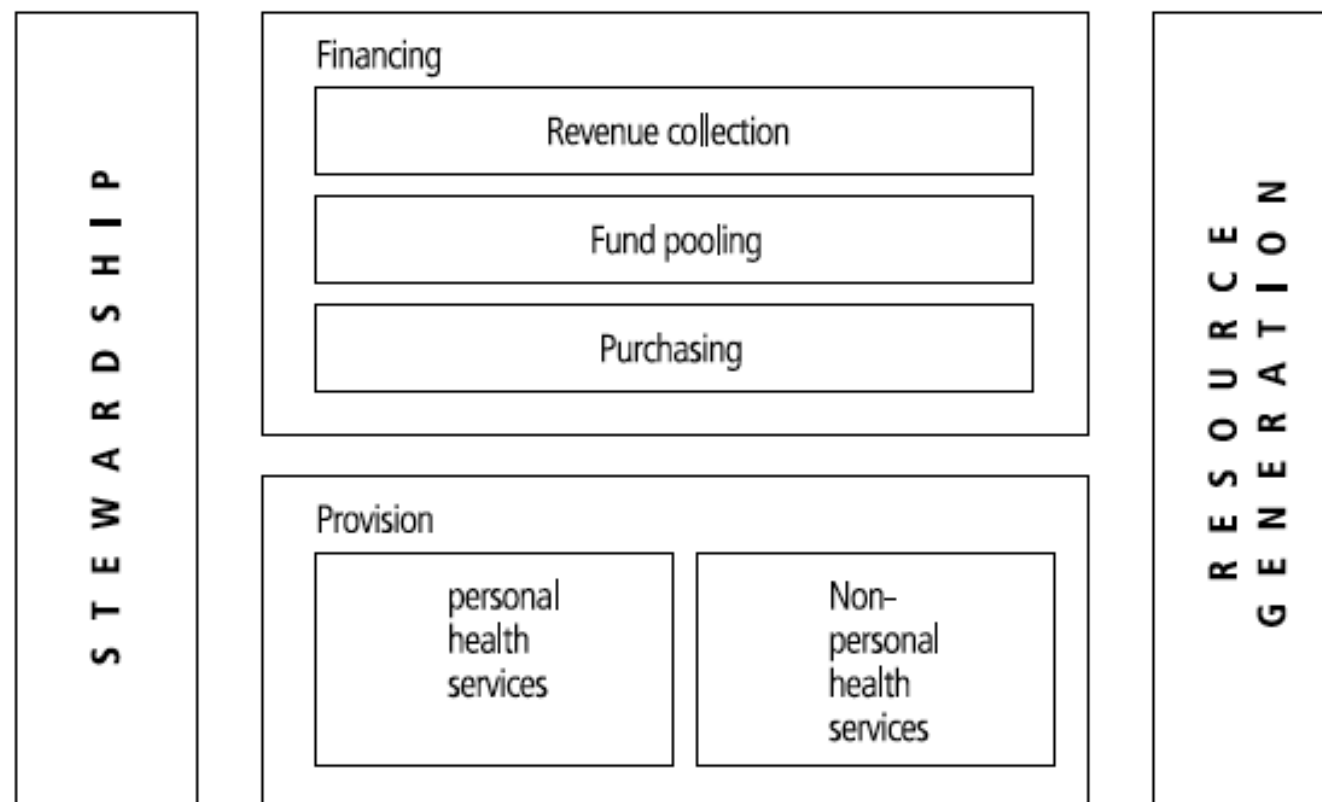 STEWARDSHIP
Financing
Revenue collection
Fund pooling
Purchasing
Provision
personal
health
services
Non-
personal
health
services
RESOURCE
GENERATION